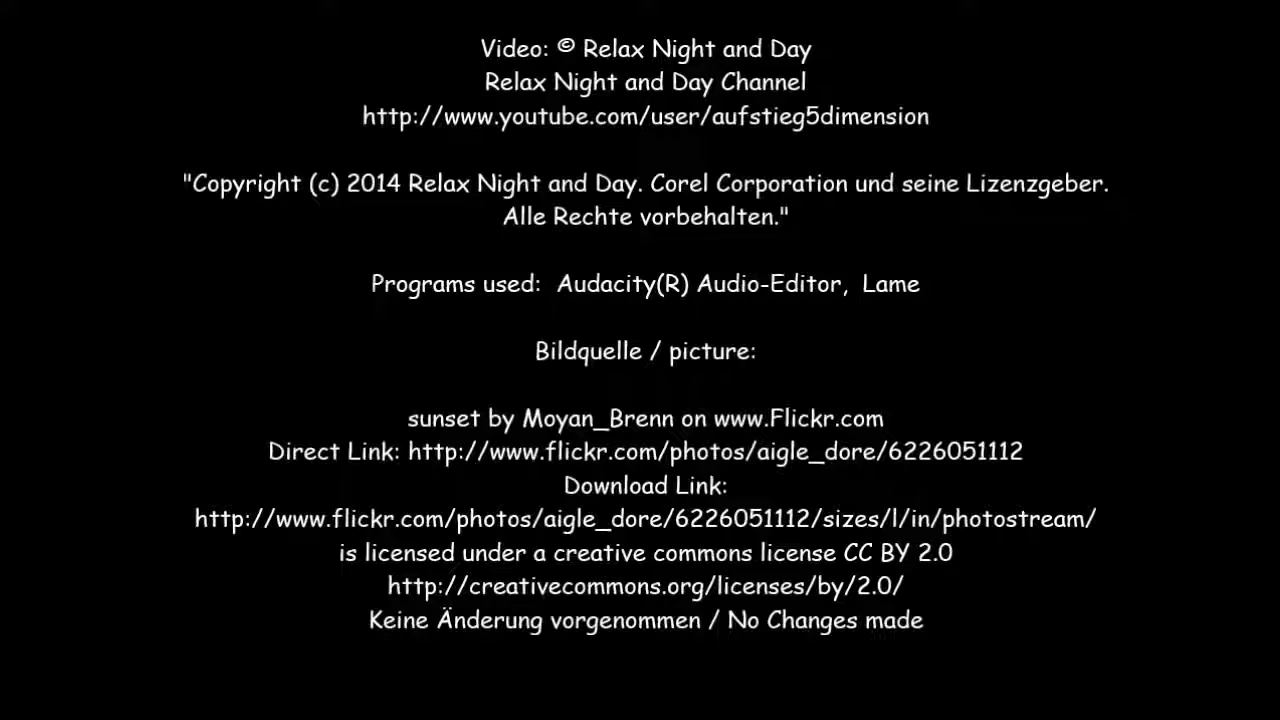 Video: © Relax Night and Day
Relax Night and Day Channel
http://www.youtube.com/user/aufstieg5dimension
"Copyright (c) 2014 Relax Night and Day. Corel Corporation und seine Lizenzgeber.
Alle Rechte vorbehalten."
Programs used:  Audacity(R) Audio-Editor,  Lame
Bildquelle / picture:
sunset by Moyan_Brenn on www.Flickr.com
Direct Link: http://www.flickr.com/photos/aigle_dore/6226051112
Download Link:
http://www.flickr.com/photos/aigle_dore/6226051112/sizes/l/in/photostream/
is licensed under a creative commons license CC BY 2.0
http://creativecommons.org/licenses/by/2.0/
Keine Änderung vorgenommen / No Changes made